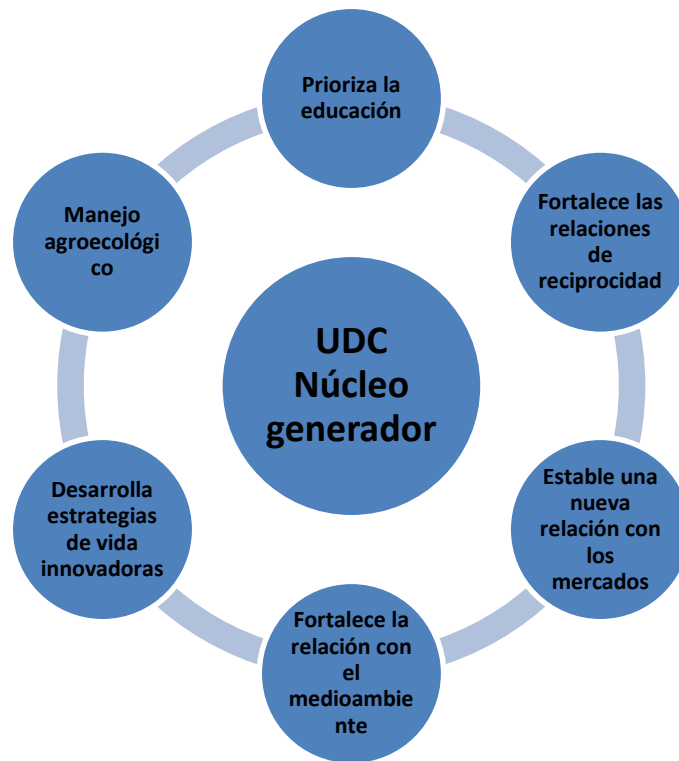 Prioriza la
educación
Fortalece las
relaciones
de
reciprocidad
Estable una
nueva
relación con
los
mercados
Fortalece la
relación con
el
medioambie
nte
Desarrolla
estrategias
de vida
innovadoras
Manejo
agroecológi
co
UDC
Núcleo
generador